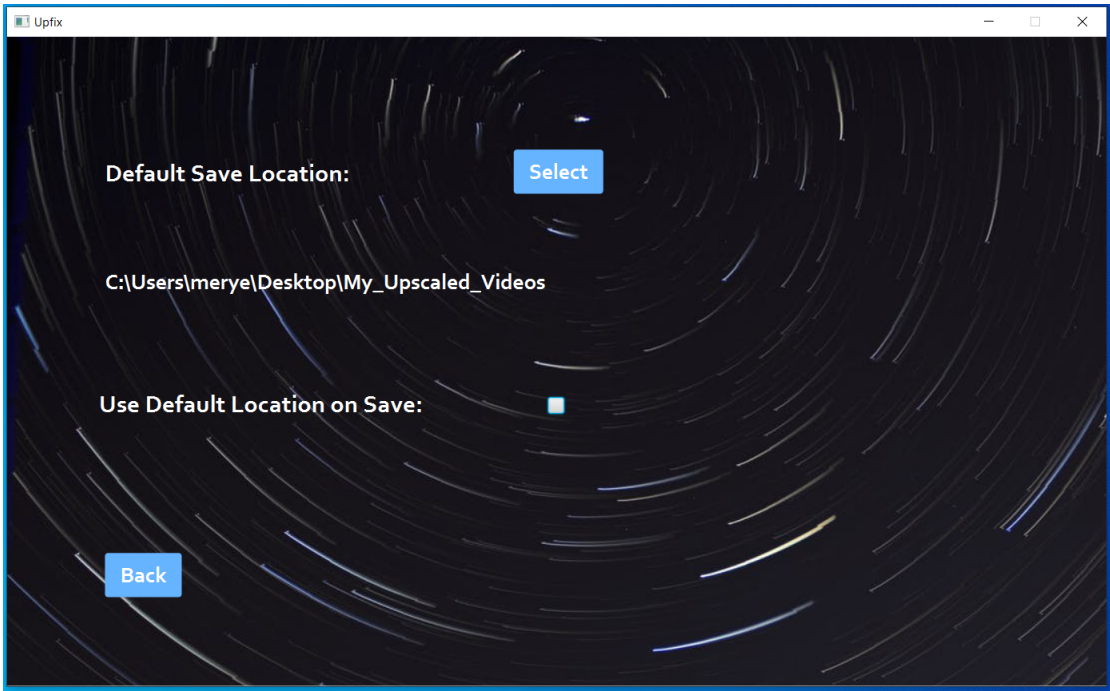 Upfix
Default Save Location:
Select
C:\Users\merye\Desktop\My_Upscaled_Videos
Use Default Location on Save:
Back